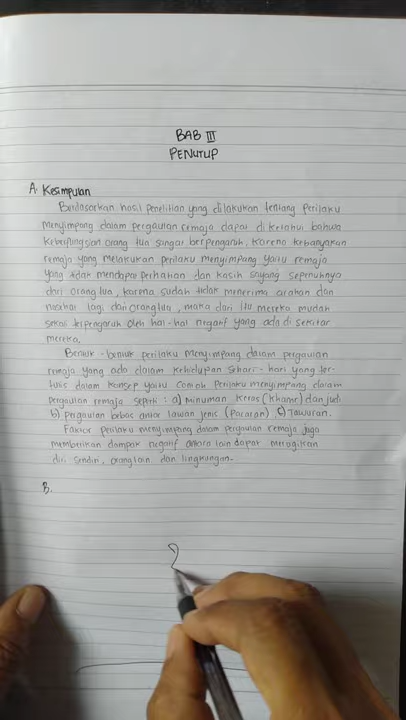 BAB III
PENUTUP
A. Kesimpulan
Berdasarkan hasil penelitian yang dilakukan tentang Perilaku
menyimpang dalam pergaulan remaja dapat di ketahui bahwa
keberfungsian orang tua sangat berpengaruh, karena kebanyakan
remaja yang melakukan perilaku menyimpang yaitu remaja
yang tidak mendapat perhatian dan kasih sayang sepenuhnya
dari orang tua, karena sudah tidak menerima arahan dan
nasihat lagi dari orang tua, maka dari itu mereka mudah
sekali terpengaruh oleh hal-hal negatif yang ada di sekitar
mereka.
Bentuk - bentuk perilaku menyimpang dalam pergaulan
remaja yang ada dalam kehidupan sehari - hari yang ter-
tulis dalam konsep yaitu Contoh Perilaku menyimpang dalam
pergaulan remaja seperti : a) Minuman keras (khamr) dan judi
b) pergaulan bebas antar lawan jenis (Pacaran) c) Tawuran.
Faktor perilaku menyimpang dalam pergaulan remaja juga
memberikan dampak negatif antara lain dapat merugikan
diri sendiri, orang lain dan lingkungan.
B.